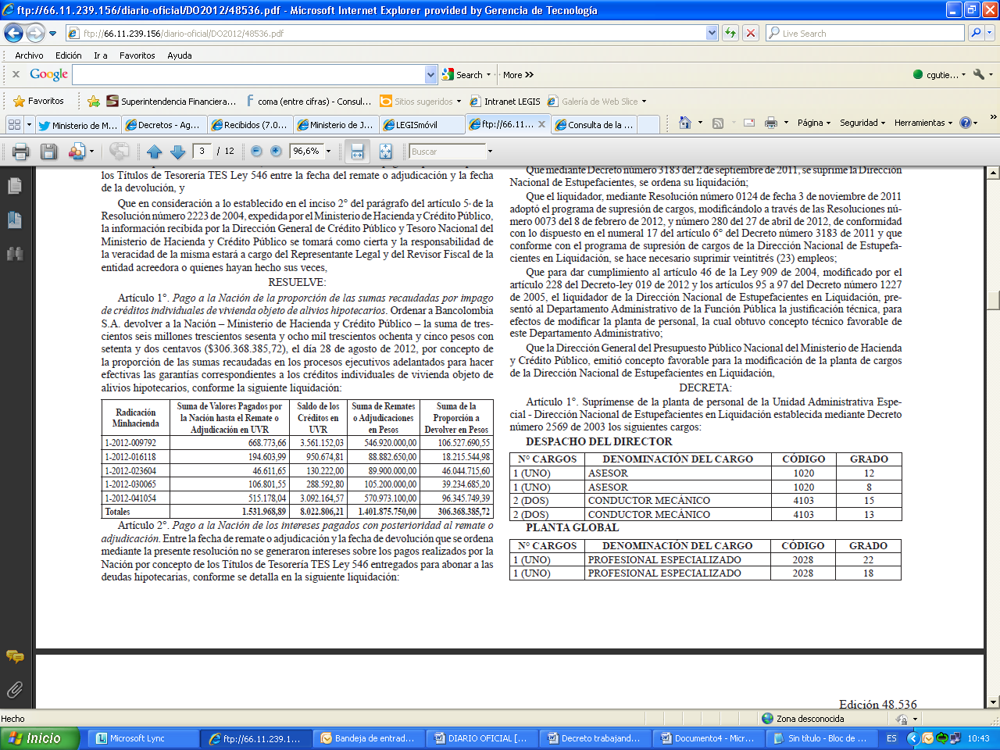 ftp://66.11.239.156/diario-oficial/DO2012/48536.pdf - Microsoft Internet Explorer provided by Gerencia de Tecnología
ftp://66.11.239.156/diario-oficial/DO2012/48536.pdf
Live Search
Archivo Edición Ir a Favoritos Ayuda
x Google Search More »
cgutie...
Favoritos Superintendencia Financiera... coma (entre cifras) - Consul... Sitios sugeridos Intranet LEGIS Galería de Web Slice
Ministerio de M... Decretos - Ag... Recibidos (7.0... Ministerio de J... LEGISmóvil ftp://66.11.... Consulta de la ... Página Seguridad Herramientas »
3 / 12 96,6% Buscar
los Títulos de Tesorería TES Ley 546 entre la fecha del remate o adjudicación y la fecha
de la devolución, y
Que en consideración a lo establecido en el inciso 2° del parágrafo del artículo 5° de la
Resolución número 2223 de 2004, expedida por el Ministerio de Hacienda y Crédito Público,
la información recibida por la Dirección General de Crédito Público y Tesoro Nacional del
Ministerio de Hacienda y Crédito Público se tomará como cierta y la responsabilidad de
la veracidad de la misma estará a cargo del Representante Legal y del Revisor Fiscal de la
entidad acreedora o quienes hayan hecho sus veces,
RESUELVE:
Artículo 1°. Pago a la Nación de la proporción de las sumas recaudadas por impago
de créditos individuales de vivienda objeto de alivios hipotecarios. Ordenar a Bancolombia
S.A. devolver a la Nación – Ministerio de Hacienda y Crédito Público – la suma de tres-
cientos seis millones trescientos sesenta y ocho mil trescientos ochenta y cinco pesos con
setenta y dos centavos ($306.368.385,72), el día 28 de agosto de 2012, por concepto de
la proporción de las sumas recaudadas en los procesos ejecutivos adelantados para hacer
efectivas las garantías correspondientes a los créditos individuales de vivienda objeto de
alivios hipotecarios, conforme la siguiente liquidación:
Radicación Minhacienda | Suma de Valores Pagados por la Nación hasta el Remate o Adjudicación en UVR | Saldo de los Créditos en UVR | Suma de Remates o Adjudicaciones en Pesos | Suma de la Proporción a Devolver en Pesos
1-2012-009792 668.773,66 3.561.152,03 546.920.000,00 106.527.690,55
1-2012-016118 194.603,99 950.674,81 88.882.650,00 18.215.544,98
1-2012-023604 46.611,65 130.222,00 89.900.000,00 46.044.715,60
1-2012-030065 106.801,55 288.592,80 105.200.000,00 39.234.685,20
1-2012-041054 515.178,04 3.092.164,57 570.973.100,00 96.345.749,39
Totales 1.531.968,89 8.022.806,21 1.401.875.750,00 306.368.385,72
Artículo 2°. Pago a la Nación de los intereses pagados con posterioridad al remate o
adjudicación. Entre la fecha de remate o adjudicación y la fecha de devolución que se ordena
mediante la presente resolución no se generaron intereses sobre los pagos realizados por la
Nación por concepto de los Títulos de Tesorería TES Ley 546 entregados para abonar a las
deudas hipotecarias, conforme se detalla en la siguiente liquidación:
Que mediante Decreto número 3183 del 2 de septiembre de 2011, se suprime la Dirección
Nacional de Estupefacientes, se ordena su liquidación;
Que el liquidador, mediante Resolución número 0124 de fecha 3 de noviembre de 2011
adoptó el programa de supresión de cargos, modificándolo a través de las Resoluciones nú-
mero 0073 del 8 de febrero de 2012, y número 280 del 27 de abril de 2012, de conformidad
con lo dispuesto en el numeral 17 del artículo 6° del Decreto número 3183 de 2011 y que
conforme con el programa de supresión de cargos de la Dirección Nacional de Estupefa-
cientes en Liquidación, se hace necesario suprimir veintitrés (23) empleos;
Que para dar cumplimiento al artículo 46 de la Ley 909 de 2004, modificado por el
artículo 228 del Decreto-ley 019 de 2012 y los artículos 95 a 97 del Decreto número 1227
de 2005, el liquidador de la Dirección Nacional de Estupefacientes en Liquidación, pre-
sentó al Departamento Administrativo de la Función Pública la justificación técnica, para
efectos de modificar la planta de personal, la cual obtuvo concepto técnico favorable de
este Departamento Administrativo;
Que la Dirección General del Presupuesto Público Nacional del Ministerio de Hacienda
y Crédito Público, emitió concepto favorable para la modificación de la planta de cargos
de la Dirección Nacional de Estupefacientes en Liquidación,
DECRETA:
Artículo 1°. Suprímense de la planta de personal de la Unidad Administrativa Espe-
cial - Dirección Nacional de Estupefacientes en Liquidación establecida mediante Decreto
número 2569 de 2003 los siguientes cargos:
DESPACHO DEL DIRECTOR
N° CARGOS DENOMINACIÓN DEL CARGO CÓDIGO GRADO
1 (UNO) ASESOR 1020 12
1 (UNO) ASESOR 1020 8
2 (DOS) CONDUCTOR MECÁNICO 4103 15
2 (DOS) CONDUCTOR MECÁNICO 4103 13
PLANTA GLOBAL
N° CARGOS DENOMINACIÓN DEL CARGO CÓDIGO GRADO
1 (UNO) PROFESIONAL ESPECIALIZADO 2028 22
1 (UNO) PROFESIONAL ESPECIALIZADO 2028 18
Edición 48.536
Hecho Zona desconocida
Inicio Microsoft Lync ftp://66.11.239.1... Bandeja de entrad... DIARIO OFICIAL [... Decreto trabajand... Documento4 - Micr... Sin título - Bloc de ... ES 10:43